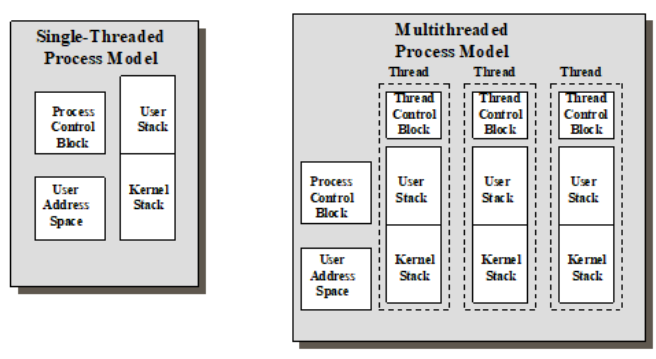 Single-Threaded
Process Model
Process
Control
Block
User
Stack
User
Address
Space
Kernel
Stack
Multithreaded
Process Model
Thread
Thread
Thread
Thread
Control
Block
Thread
Control
Block
Thread
Control
Block
Process
Control
Block
User
Stack
User
Stack
User
Stack
User
Address
Space
Kernel
Stack
Kernel
Stack
Kernel
Stack